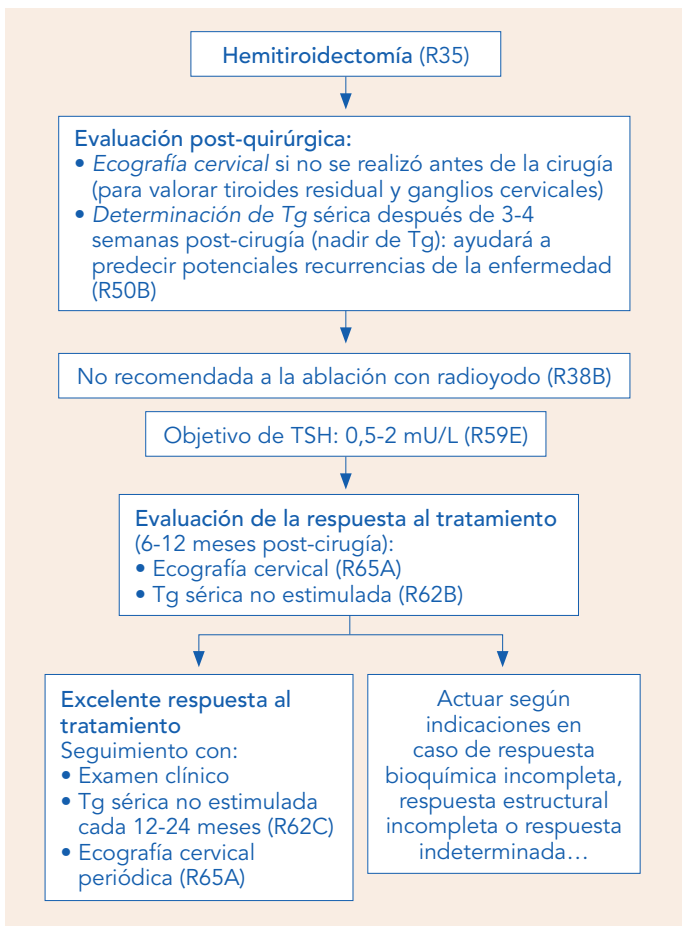 Hemitiroidectomía (R35)
Evaluación post-quirúrgica:
• Ecografía cervical si no se realizó antes de la cirugía
(para valorar tiroides residual y ganglios cervicales)
• Determinación de Tg sérica después de 3-4
semanas post-cirugía (nadir de Tg): ayudará a
predecir potenciales recurrencias de la enfermedad
(R50B)
No recomendada a la ablación con radioyodo (R38B)
Objetivo de TSH: 0,5-2 mU/L (R59E)
Evaluación de la respuesta al tratamiento
(6-12 meses post-cirugía):
• Ecografía cervical (R65A)
• Tg sérica no estimulada (R62B)
Excelente respuesta al
tratamiento
Seguimiento con:
• Examen clínico
• Tg sérica no estimulada
cada 12-24 meses (R62C)
• Ecografía cervical
periódica (R65A)
Actuar según
indicaciones en
caso de respuesta
bioquímica incompleta,
respuesta estructural
incompleta o respuesta
indeterminada…